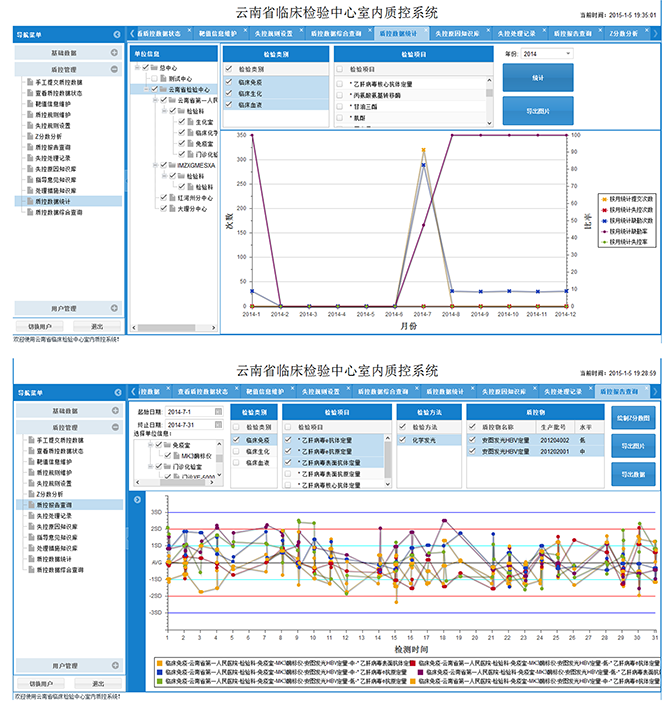 云南省临床检验中心室内质控系统
当前时间：2015-1-5 19:35:01
导航菜单
看质控数据状态 靶值信息维护 失控规则设置 质控数据综合查询 质控数据统计 失控原因知识库 失控处理记录 质控报告查询 Z分数分析
基础数据
质控管理
手工提交质控数据
查看质控数据状态
靶值信息维护
质控规则维护
失控规则设置
Z分数分析
质控报告查询
失控处理记录
失控原因知识库
指导意见知识库
处理措施知识库
质控数据统计
质控数据综合查询
用户管理
切换用户 退出
欢迎使用云南省临床检验中心室内质控系统!
单位信息
总中心
测试中心
云南省检验中心
云南省第一人民
检验科
生化室
临床化学
免疫室
门诊化验
IMZXGMESXA
检验科
检验科
红河州分中心
大理分中心
检验类别
检验类别
临床免疫
临床生化
临床血液
检验项目
检验项目
* 乙肝病毒核心抗体定量
* 丙氨酸氨基转移酶
* 甘油三酯
* 氨酸
年份: 2014
统计
导出图片
350
300
250
200
150
100
50
0
次数
100
90
80
70
60
50
40
30
20
10
0
比率
2014-1 2014-2 2014-3 2014-4 2014-5 2014-6 2014-7 2014-8 2014-9 2014-10 2014-11 2014-12
月份
按月统计提交次数
按月统计失控次数
按月统计缺勤次数
按月统计缺勤率
按月统计失控率
云南省临床检验中心室内质控系统
当前时间：2015-1-5 19:28:59
导航菜单
质控数据 查看质控数据状态 靶值信息维护 失控规则设置 质控数据综合查询 质控数据统计 失控原因知识库 失控处理记录 质控报告查询
基础数据
质控管理
手工提交质控数据
查看质控数据状态
靶值信息维护
质控规则维护
失控规则设置
Z分数分析
质控报告查询
失控处理记录
失控原因知识库
指导意见知识库
处理措施知识库
质控数据统计
质控数据综合查询
用户管理
切换用户 退出
欢迎使用云南省临床检验中心室内质控系统!
起始日期: 2014-7-1
终止日期: 2014-7-31
选择单位信息:
免疫室
MK3酶标仪
门诊化验室
检验类别
检验类别
临床免疫
临床生化
临床血液
检验项目
检验项目
* 乙肝病毒e抗体定量
* 乙肝病毒e抗原定量
* 乙肝病毒表面抗体定量
* 乙肝病毒表面抗原定量
* 乙肝病毒核心抗体定量
检验方法
检验方法
化学发光
质控物
质控物名称 生产批号 水平
安图发光HBV定量 201204002 低
安图发光HBV定量 201202001 中
绘制Z分数图
导出图片
导出数据
3SD
2SD
1SD
-1SD
-2SD
-3SD
1 2 3 4 5 6 7 8 9 10 11 12 13 14 15 16 17 18 19 20 21 22 23 24 25 26 27 28 29 30 31
检测时间
临床免疫-云南省第一人民医院-检验科-免疫室-MK3酶标仪-安图发光HBV定量-中-* 乙肝病毒表面抗体定
临床免疫-云南省第一人民医院-检验科-免疫室-MK3酶标仪-安图发光HBV定量-低-* 乙肝病毒e抗体定量
临床免疫-云南省第一人民医院-检验科-免疫室-MK3酶标仪-安图发光HBV定量-中-* 乙肝病毒e抗原定量
临床免疫-云南省第一人民医院-检验科-免疫室-MK3酶标仪-安图发光HBV定量-低-* 乙肝病毒e抗原定量
临床免疫-云南省第一人民医院-检验科-免疫室-MK3酶标仪-安图发光HBV定量-中-* 乙肝病毒e抗体定量
临床免疫-云南省第一人民医院-检验科-免疫室-MK3酶标仪-安图发光HBV定量-低-* 乙肝病毒表面抗体定